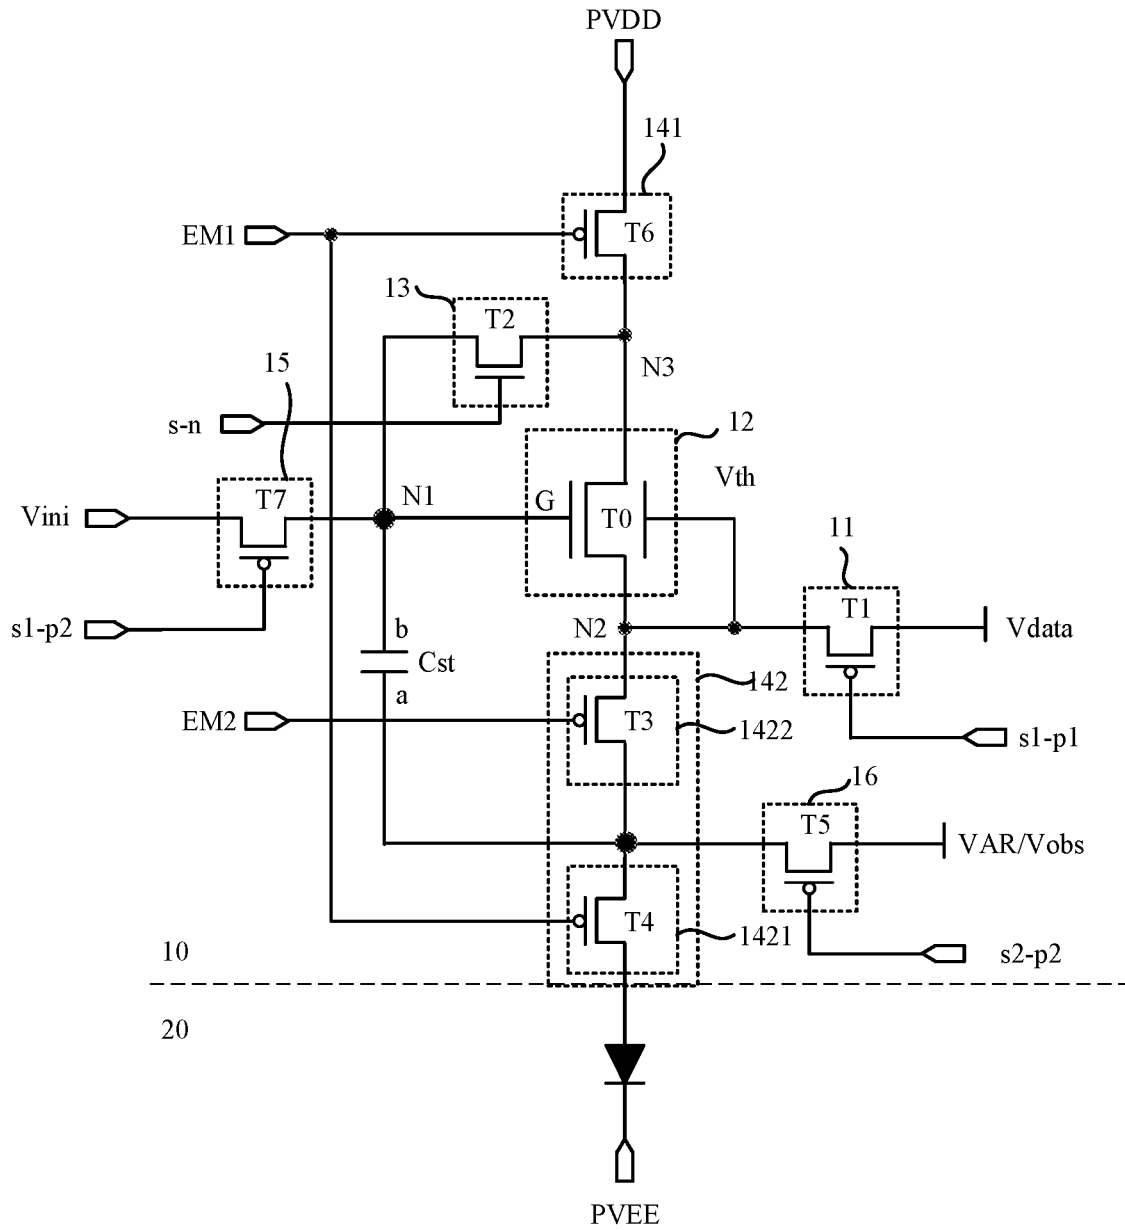 PVDD
141
EM1
T6
13
T2
N3
15
s-n
12
Vth
T7
N1
G
T0
Vini
11
T1
s1-p2
N2
Vdata
b
Cst
a
142
EM2
T3
1422
s1-p1
16
T5
VAR/Vobs
T4
1421
10
s2-p2
20
PVEE